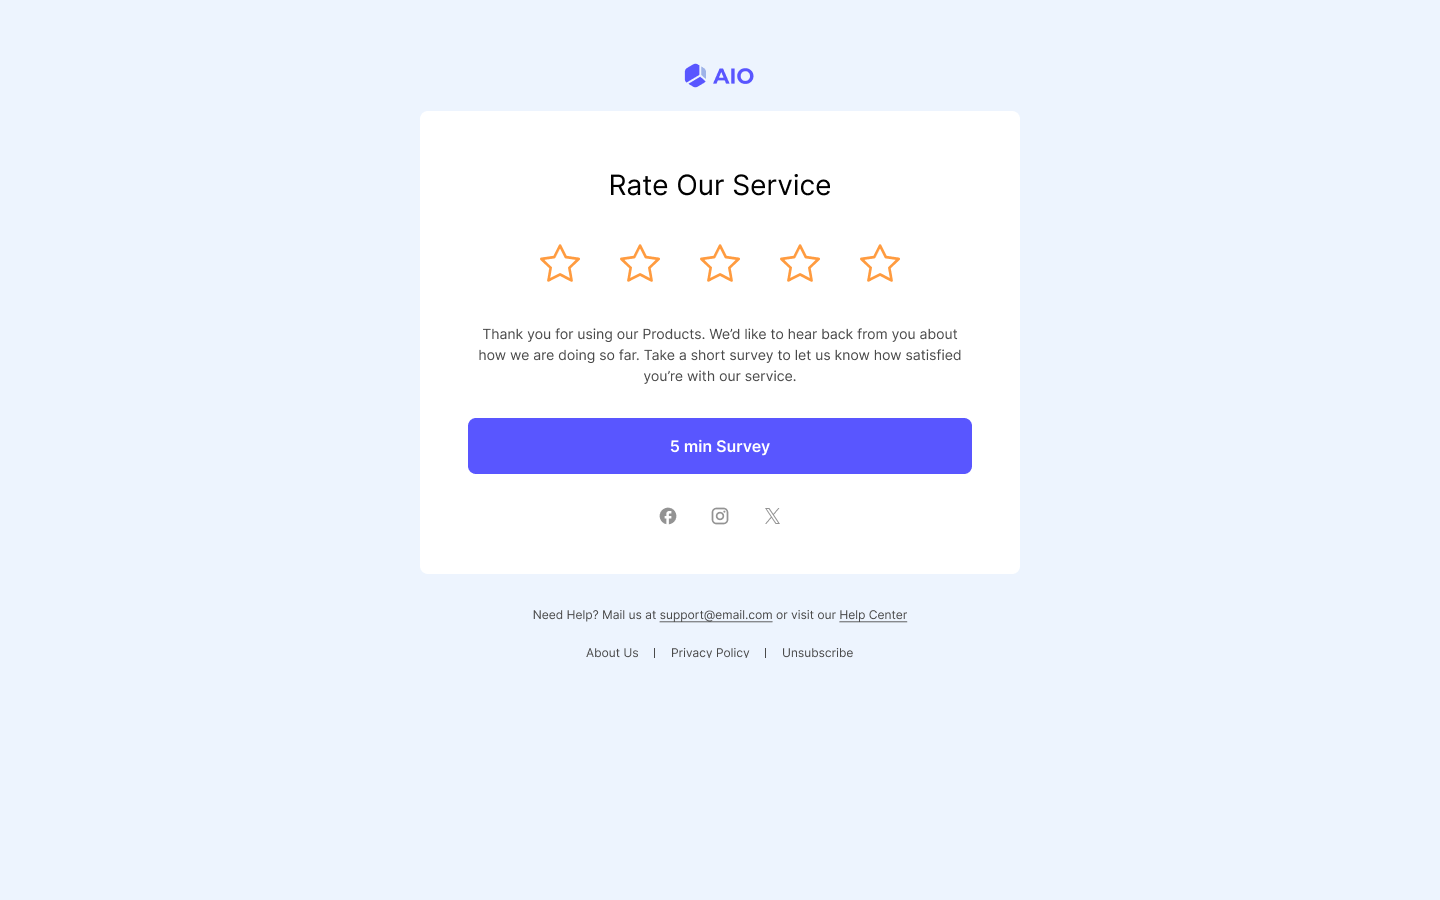 AIO
Rate Our Service
Thank you for using our Products. We’d like to hear back from you about
how we are doing so far. Take a short survey to let us know how satisfied
you’re with our service.
5 min Survey
Need Help? Mail us at support@email.com or visit our Help Center
About Us | Privacy Policy | Unsubscribe